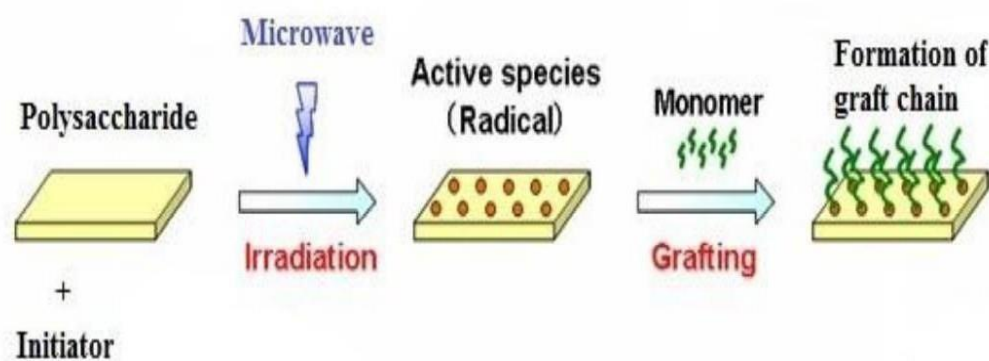 Polysaccharide
+
Initiator
Microwave
Irradiation
Active species
(Radical)
Monomer
Grafting
Formation of
graft chain